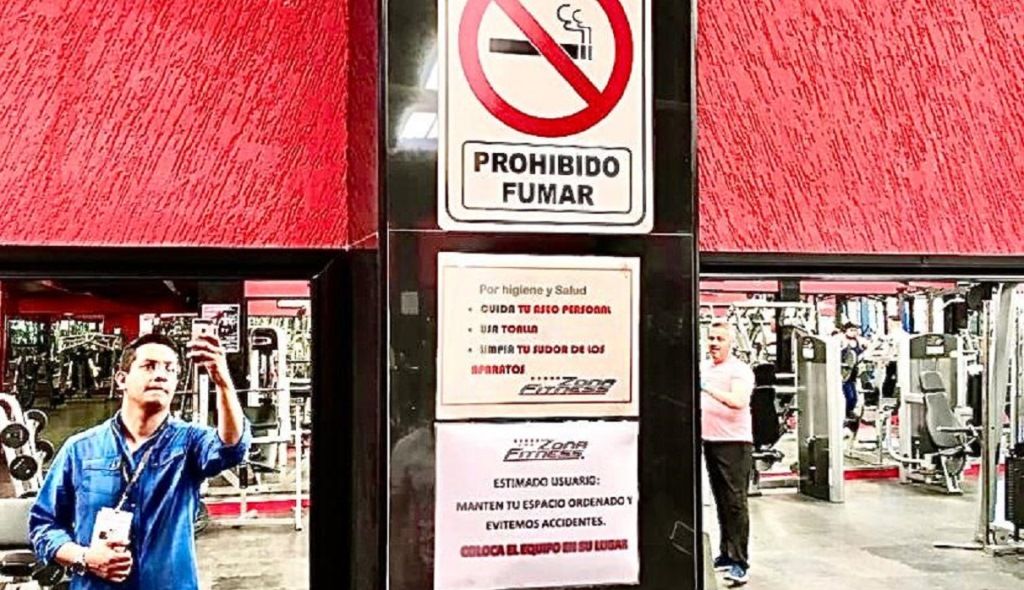 PROHIBIDO
FUMAR
Por higiene y Salud
• CUIDA TU ASEO PERSONAL
• USA TOALLA
• LIMPIA TU SUDOR DE LOS
APARATOS
Zona
Fitness
Zona
Fitness
ESTIMADO USUARIO:
MANTEN TU ESPACIO ORDENADO Y
EVITEMOS ACCIDENTES.
COLOCA EL EQUIPO EN SU LUGAR